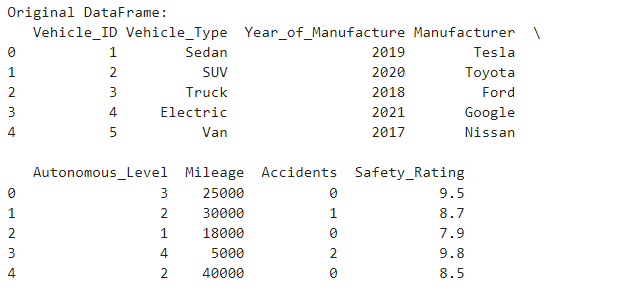 Original DataFrame:
   Vehicle_ID Vehicle_Type  Year_of_Manufacture Manufacturer  \
0           1        Sedan                 2019        Tesla
1           2          SUV                 2020       Toyota
2           3        Truck                 2018         Ford
3           4     Electric                 2021       Google
4           5          Van                 2017       Nissan

   Autonomous_Level  Mileage  Accidents  Safety_Rating
0                 3    25000          0            9.5
1                 2    30000          1            8.7
2                 1    18000          0            7.9
3                 4     5000          2            9.8
4                 2    40000          0            8.5